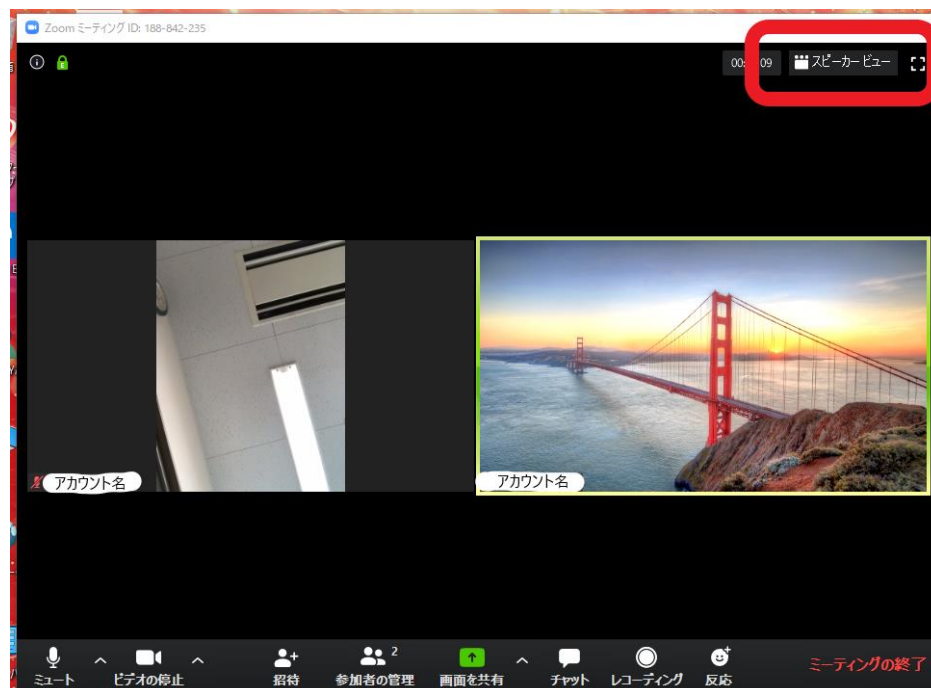 Zoom ミーティング ID: 188-842-235
スピーカー ビュー
アカウント名
アカウント名
2
ミュート
ビデオの停止
招待
参加者の管理
画面を共有
チャット
レコーディング
反応
ミーティングの終了